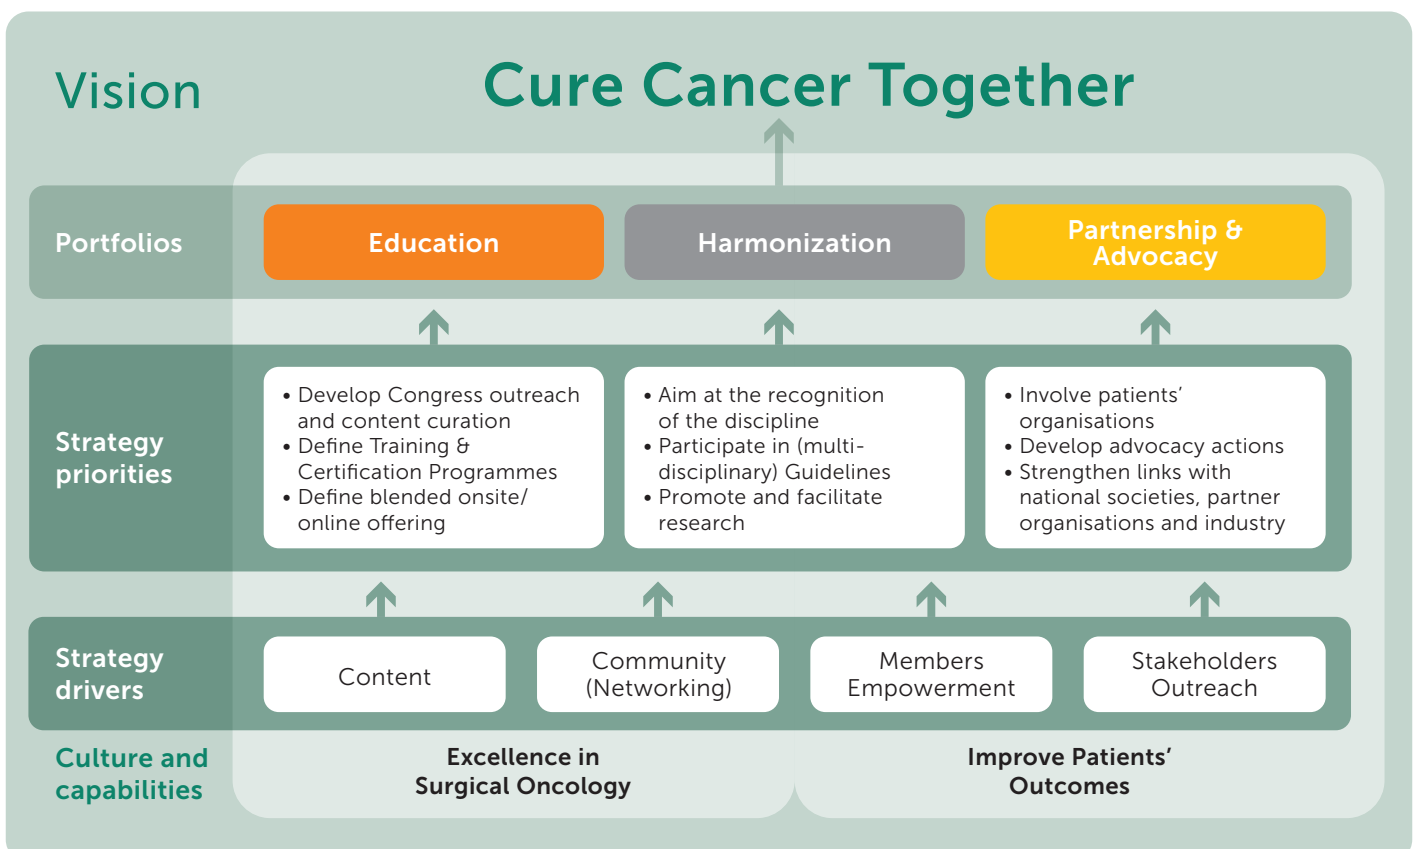 Vision
Cure Cancer Together
Portfolios
Education
Harmonization
Partnership &
Advocacy
Strategy
priorities
• Develop Congress outreach
and content curation
• Define Training &
Certification Programmes
• Define blended onsite/
online offering
• Aim at the recognition
of the discipline
• Participate in (multi-
disciplinary) Guidelines
• Promote and facilitate
research
• Involve patients’
organisations
• Develop advocacy actions
• Strengthen links with
national societies, partner
organisations and industry
Strategy
drivers
Content
Community
(Networking)
Members
Empowerment
Stakeholders
Outreach
Culture and
capabilities
Excellence in
Surgical Oncology
Improve Patients’
Outcomes